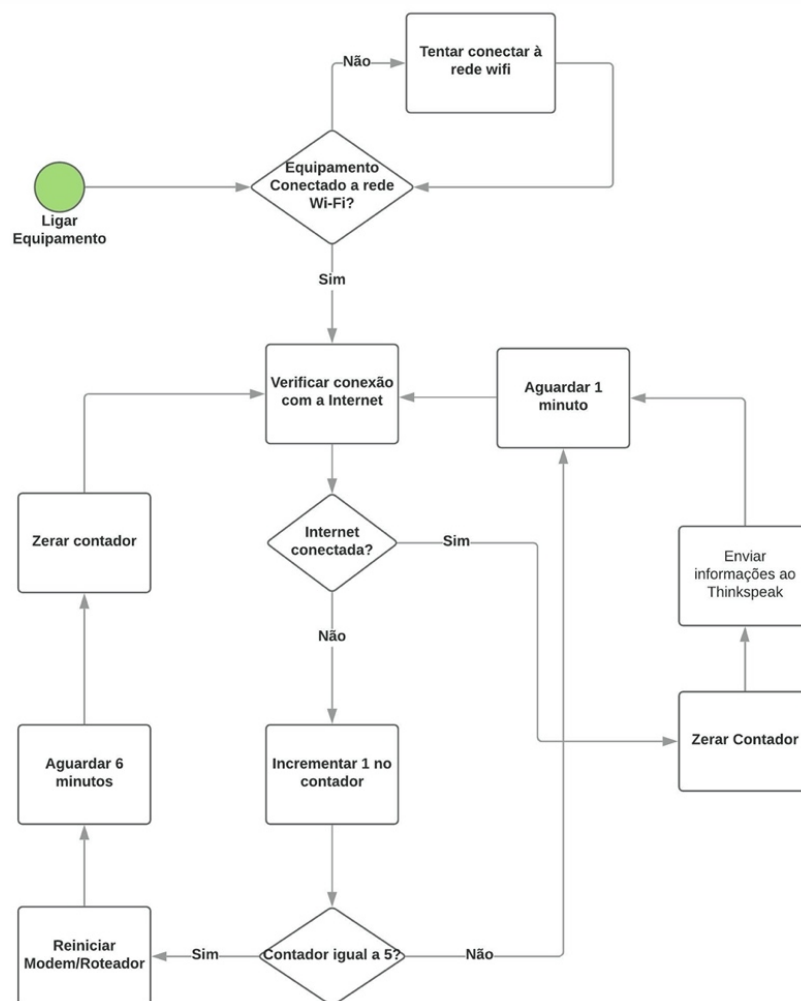 Não
Tentar conectar à
rede wifi
Equipamento
Conectado a rede
Wi-Fi?
Ligar
Equipamento
Sim
Verificar conexão
com a Internet
Aguardar 1
minuto
Zerar contador
Internet
conectada?
Sim
Enviar
informações ao
Thinkspeak
Não
Zerar Contador
Aguardar 6
minutos
Incrementar 1 no
contador
Reiniciar
Modem/Roteador
Sim
Contador igual a 5?
Não